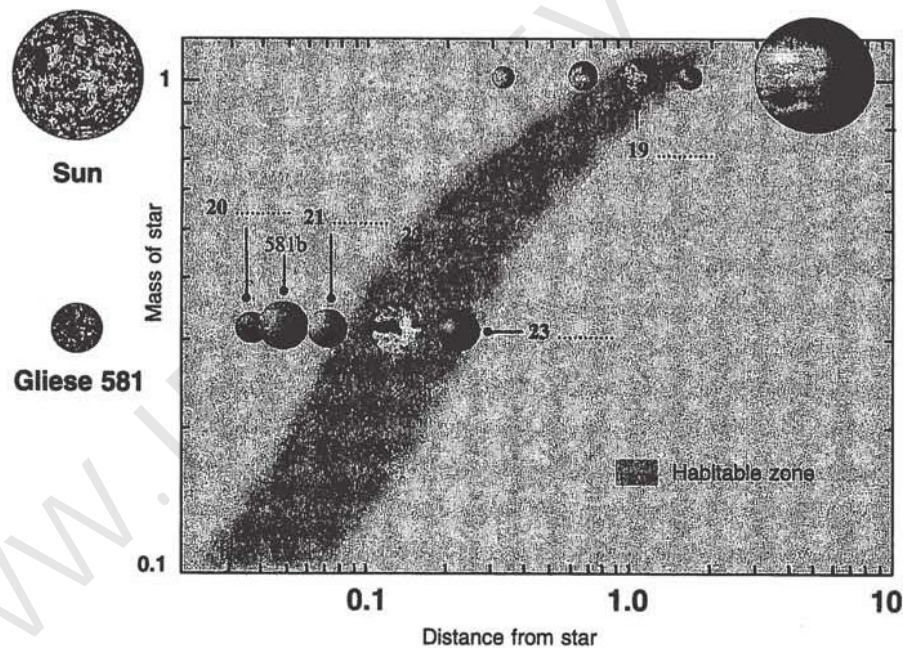 1
Sun
Mass of star
19
20
21
581b
23
Gliese 581
Habitable zone
0.1
0.1
1.0
10
Distance from star